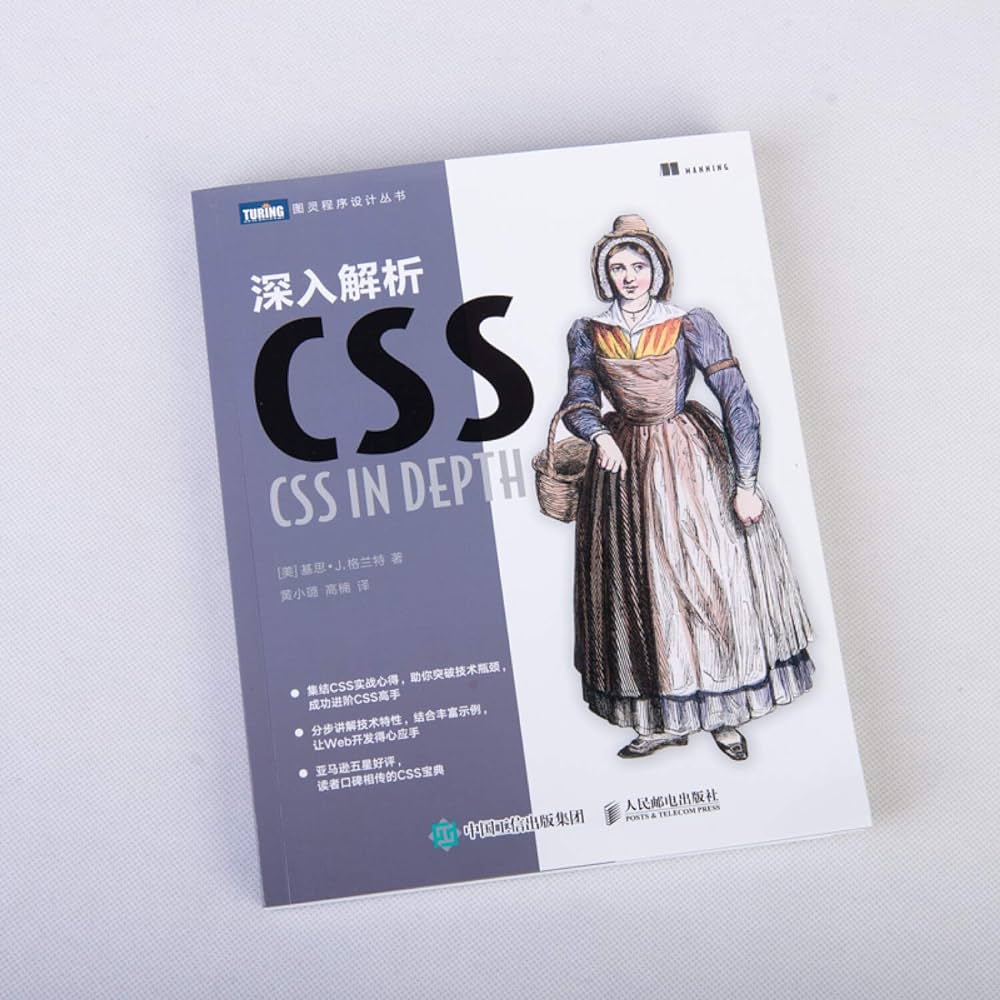 TURING 图灵程序设计丛书
MANNING
深入解析
CSS
CSS IN DEPTH
[美] 基思·J.格兰特 著
黄小璐 高楠 译
● 集结CSS实战心得，助你突破技术瓶颈，
成功进阶CSS高手
● 分步讲解技术特性，结合丰富示例，
让Web开发得心应手
● 亚马逊五星好评，
读者口碑相传的CSS宝典
中国工信出版集团
人民邮电出版社
POSTS & TELECOM PRESS